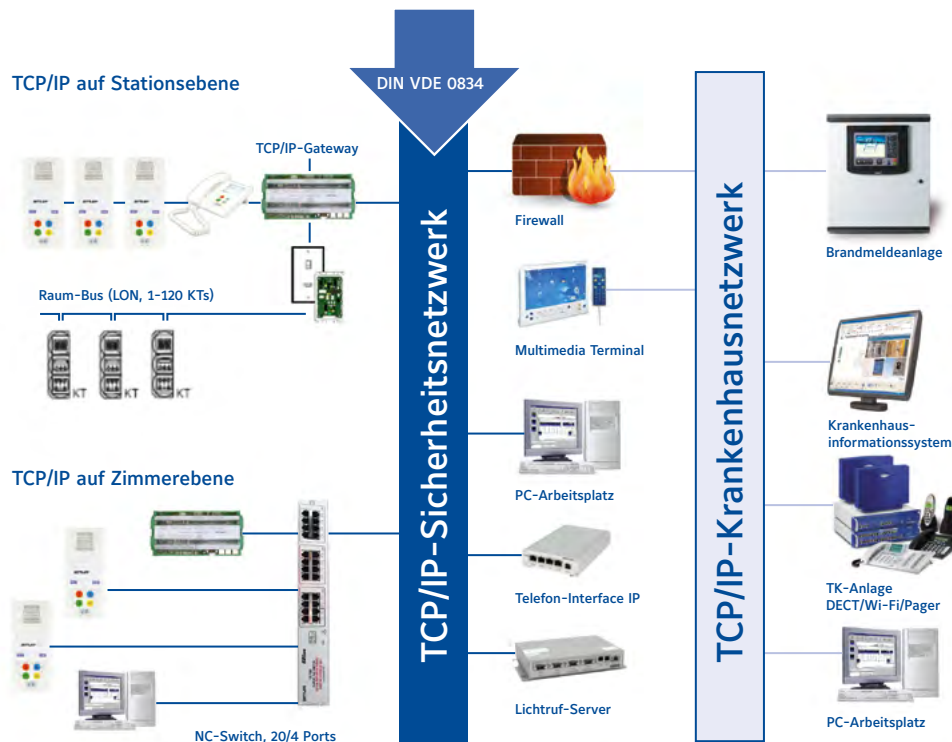 DIN VDE 0834
TCP/IP auf Stationsebene
TCP/IP-Gateway
Raum-Bus (LON, 1-120 KTs)
KT
KT
KT
TCP/IP auf Zimmerebene
NC-Switch, 20/4 Ports
TCP/IP-Sicherheitsnetzwerk
Firewall
Multimedia Terminal
PC-Arbeitsplatz
Telefon-Interface IP
Lichtruf-Server
TCP/IP-Krankenhausnetzwerk
Brandmeldeanlage
Krankenhaus-
informationssystem
TK-Anlage
DECT/Wi-Fi/Pager
PC-Arbeitsplatz